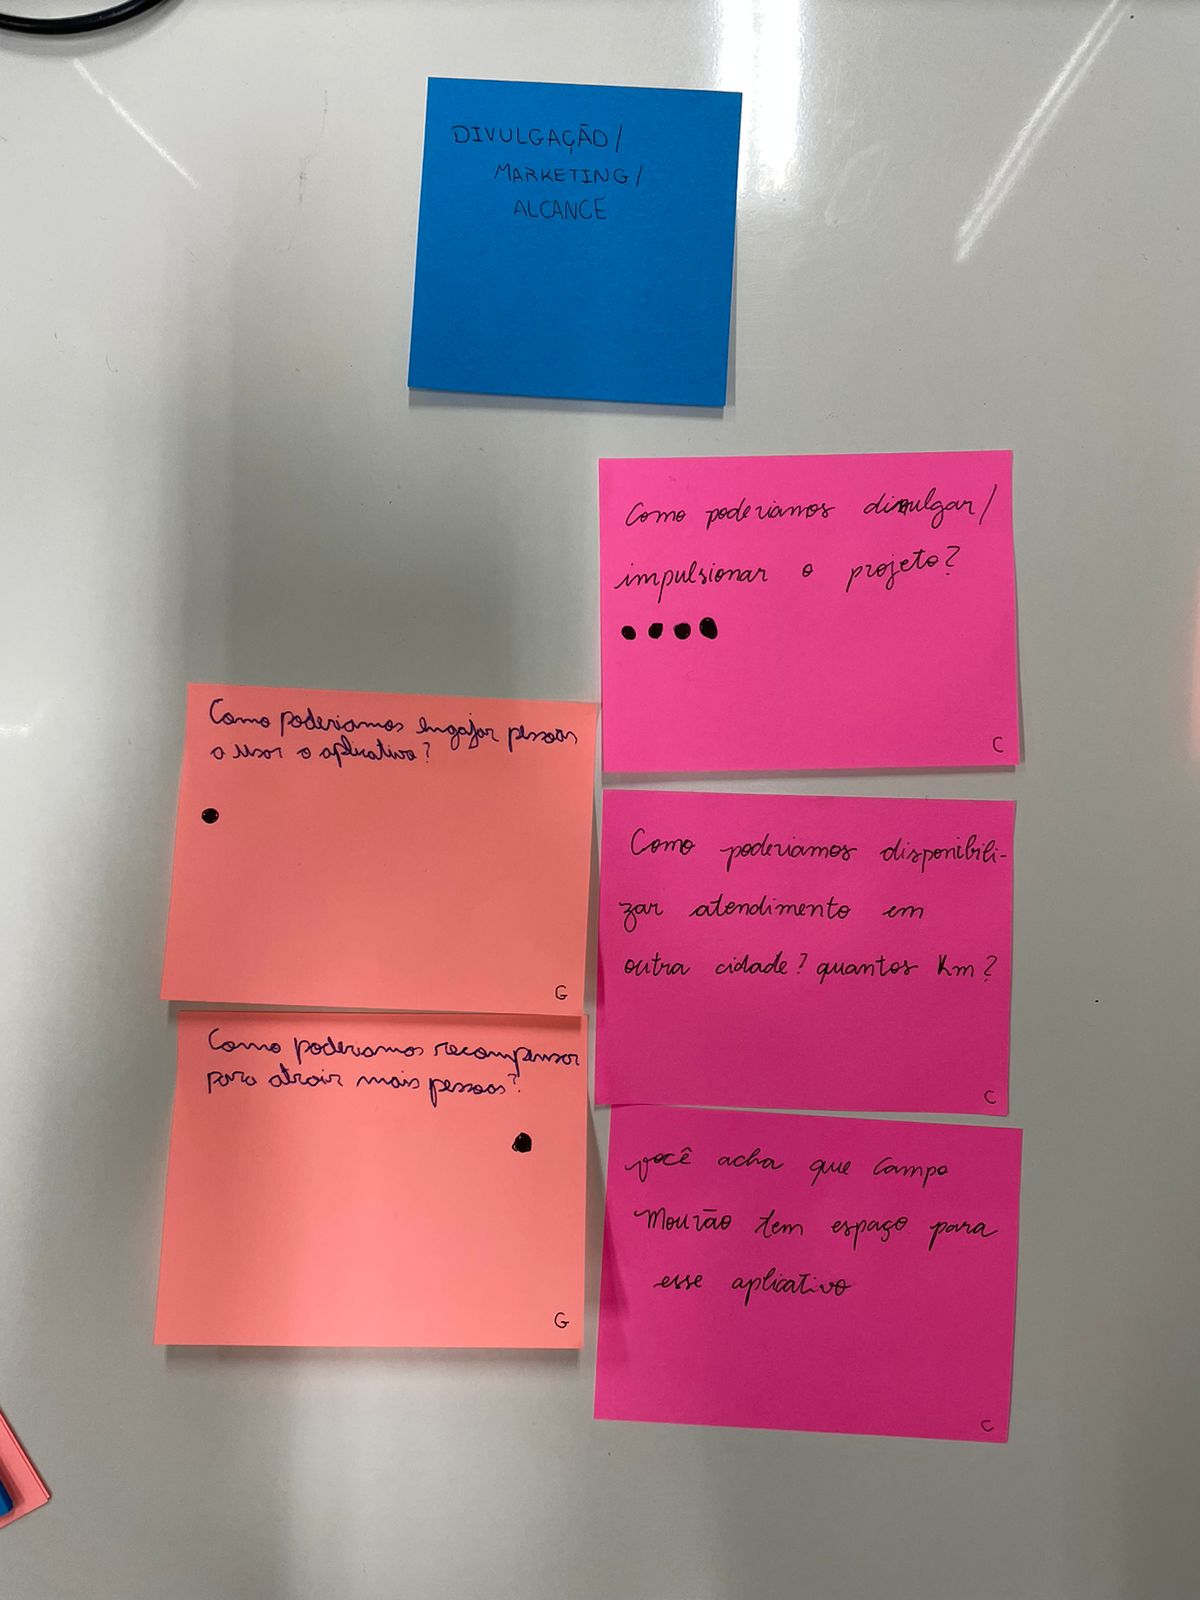 DIVULGAÇÃO/
MARKETING/
ALCANCE
Como poderiamos divulgar/
impulsionar o projeto?
C
Como poderiamos engajar pessoas
a usar o aplicativo?
G
Como poderiamos disponibili-
zar atendimento em
outra cidade? quantos Km?
C
Como poderiamos recompensar
para atrair mais pessoas?
G
você acha que Campo
Mourão tem espaço para
esse aplicativo
C